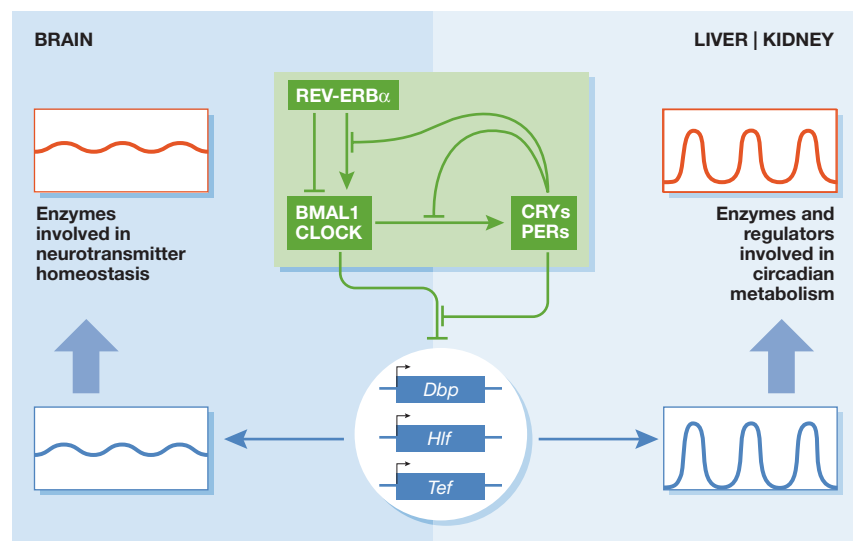 BRAIN
LIVER | KIDNEY
REV-ERBα
BMAL1
CLOCK
CRYs
PERs
Enzymes
involved in
neurotransmitter
homeostasis
Enzymes and
regulators
involved in
circadian
metabolism
Dbp
Hlf
Tef